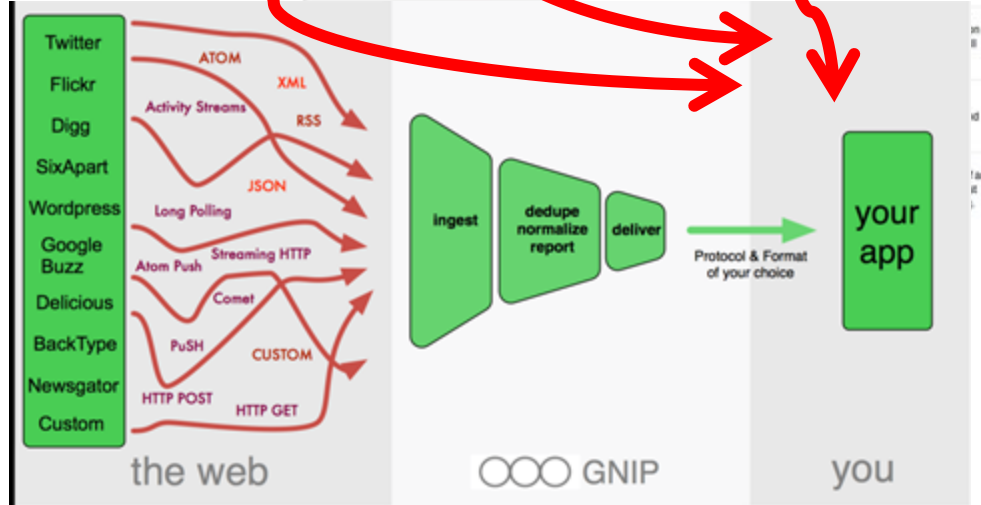 Twitter
Flickr
Digg
SixApart
Wordpress
Google
Buzz
Delicious
BackType
Newsgator
Custom
ATOM
XML
Activity Streams
RSS
JSON
Long Polling
Streaming HTTP
Atom Push
Comet
PuSH
CUSTOM
HTTP POST
HTTP GET
the web
ingest
dedupe
normalize
report
deliver
GNIP
Protocol & Format
of your choice
your
app
you